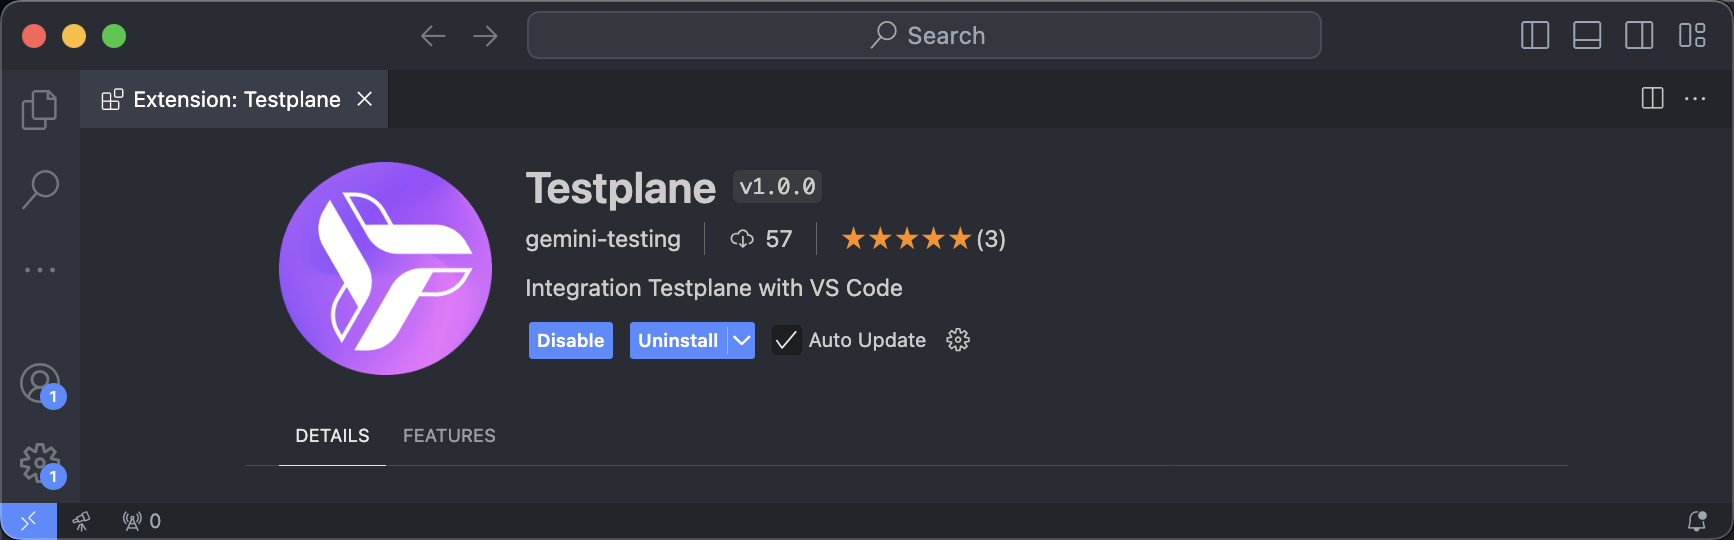 Search
Extension: Testplane
Testplane v1.0.0
gemini-testing 57 (3)
Integration Testplane with VS Code
Disable Uninstall Auto Update
1
DETAILS FEATURES
1
0